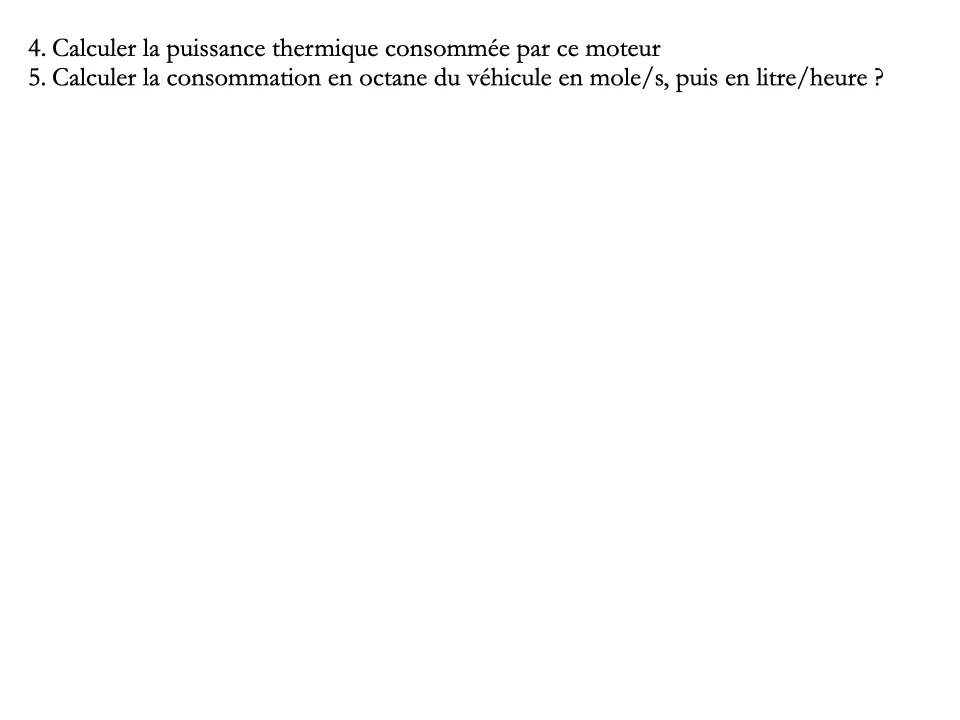 4. Calculer la puissance thermique consommée par ce moteur
5. Calculer la consommation en octane du véhicule en mole/s, puis en litre/heure ?